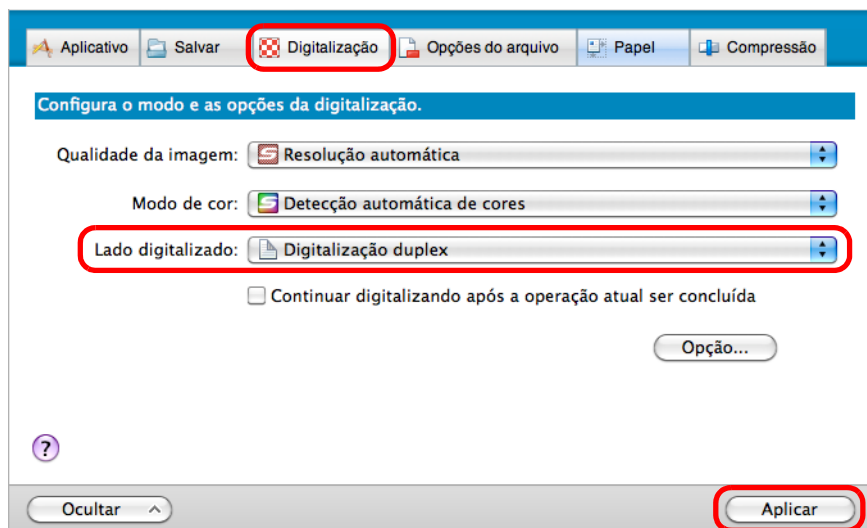 Aplicativo Salvar Digitalização Opções do arquivo Papel Compressão
Configura o modo e as opções da digitalização.
Qualidade da imagem: Resolução automática
Modo de cor: Detecção automática de cores
Lado digitalizado: Digitalização duplex
Continuar digitalizando após a operação atual ser concluída
Opção...
?
Ocultar Aplicar